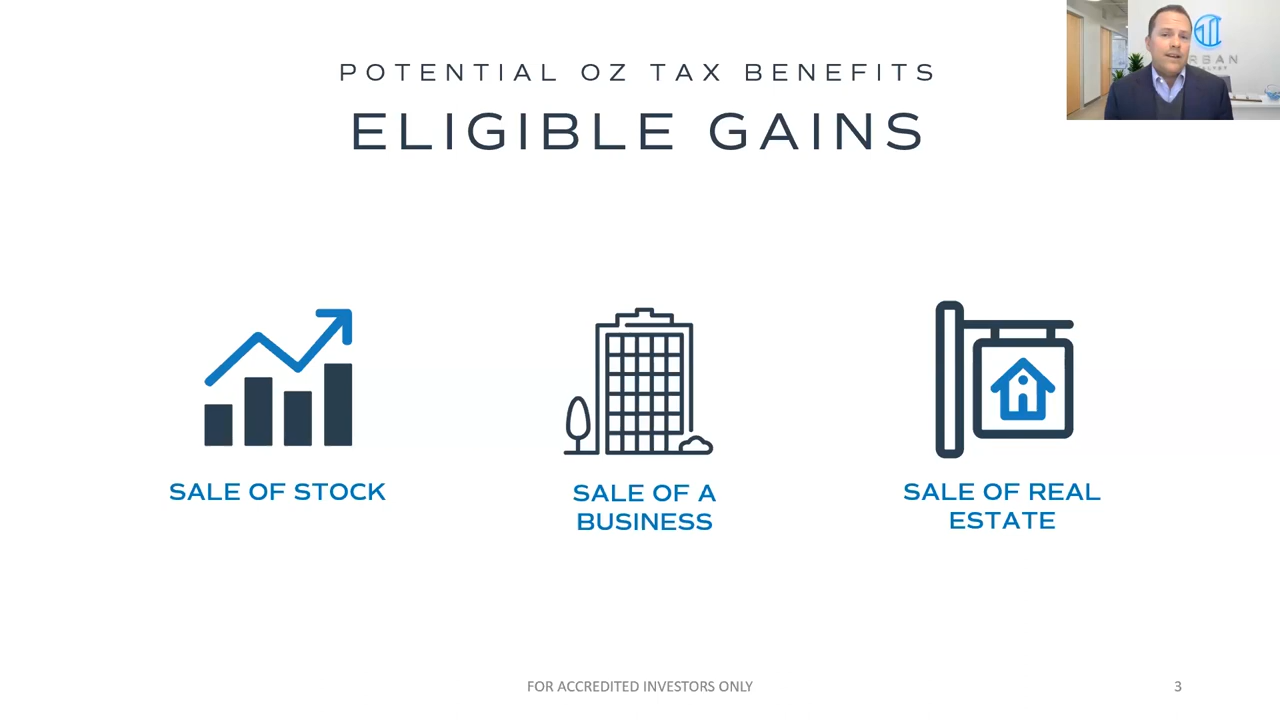 POTENTIAL OZ TAX BENEFITS
ELIGIBLE GAINS
SALE OF STOCK
SALE OF A
BUSINESS
SALE OF REAL
ESTATE
FOR ACCREDITED INVESTORS ONLY
3